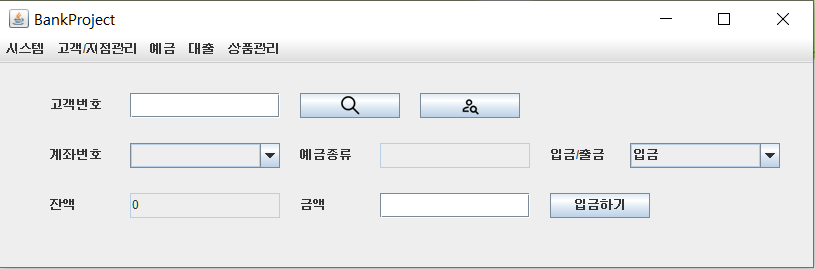 BankProject
시스템 고객/지점관리 예금 대출 상품관리
고객번호
계좌번호 예금종류 입금/출금 입금
잔액 0 금액 입금하기